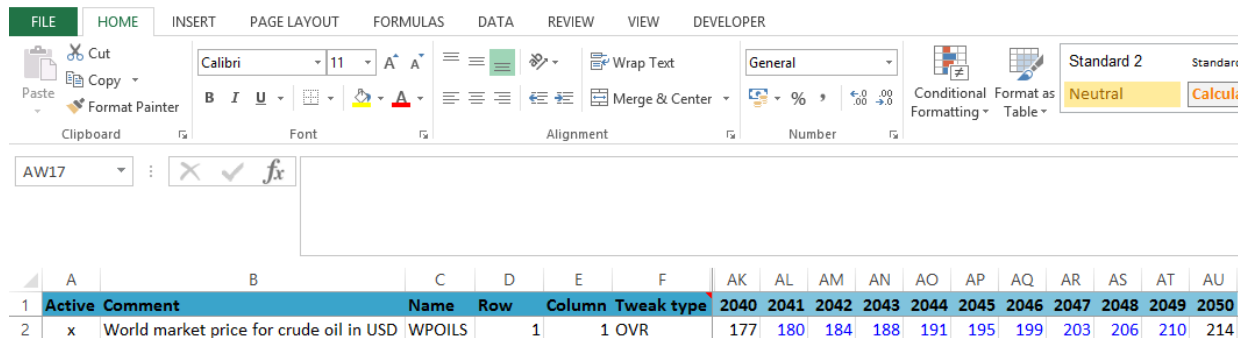 FILE HOME INSERT PAGE LAYOUT FORMULAS DATA REVIEW VIEW DEVELOPER
Cut
Copy
Format Painter
Paste
Clipboard
Calibri 11 A A
B I U A
Font
Wrap Text
Merge & Center
Alignment
General
% , .0 .00 .00 .0
Number
Conditional Formatting
Format as Table
Standard 2
Neutral
AW17 fx
A B C D E F AK AL AM AN AO AP AQ AR AS AT AU
1 Active Comment Name Row Column Tweak type 2040 2041 2042 2043 2044 2045 2046 2047 2048 2049 2050
2 x World market price for crude oil in USD WPOILS 1 1 OVR 177 180 184 188 191 195 199 203 206 210 214